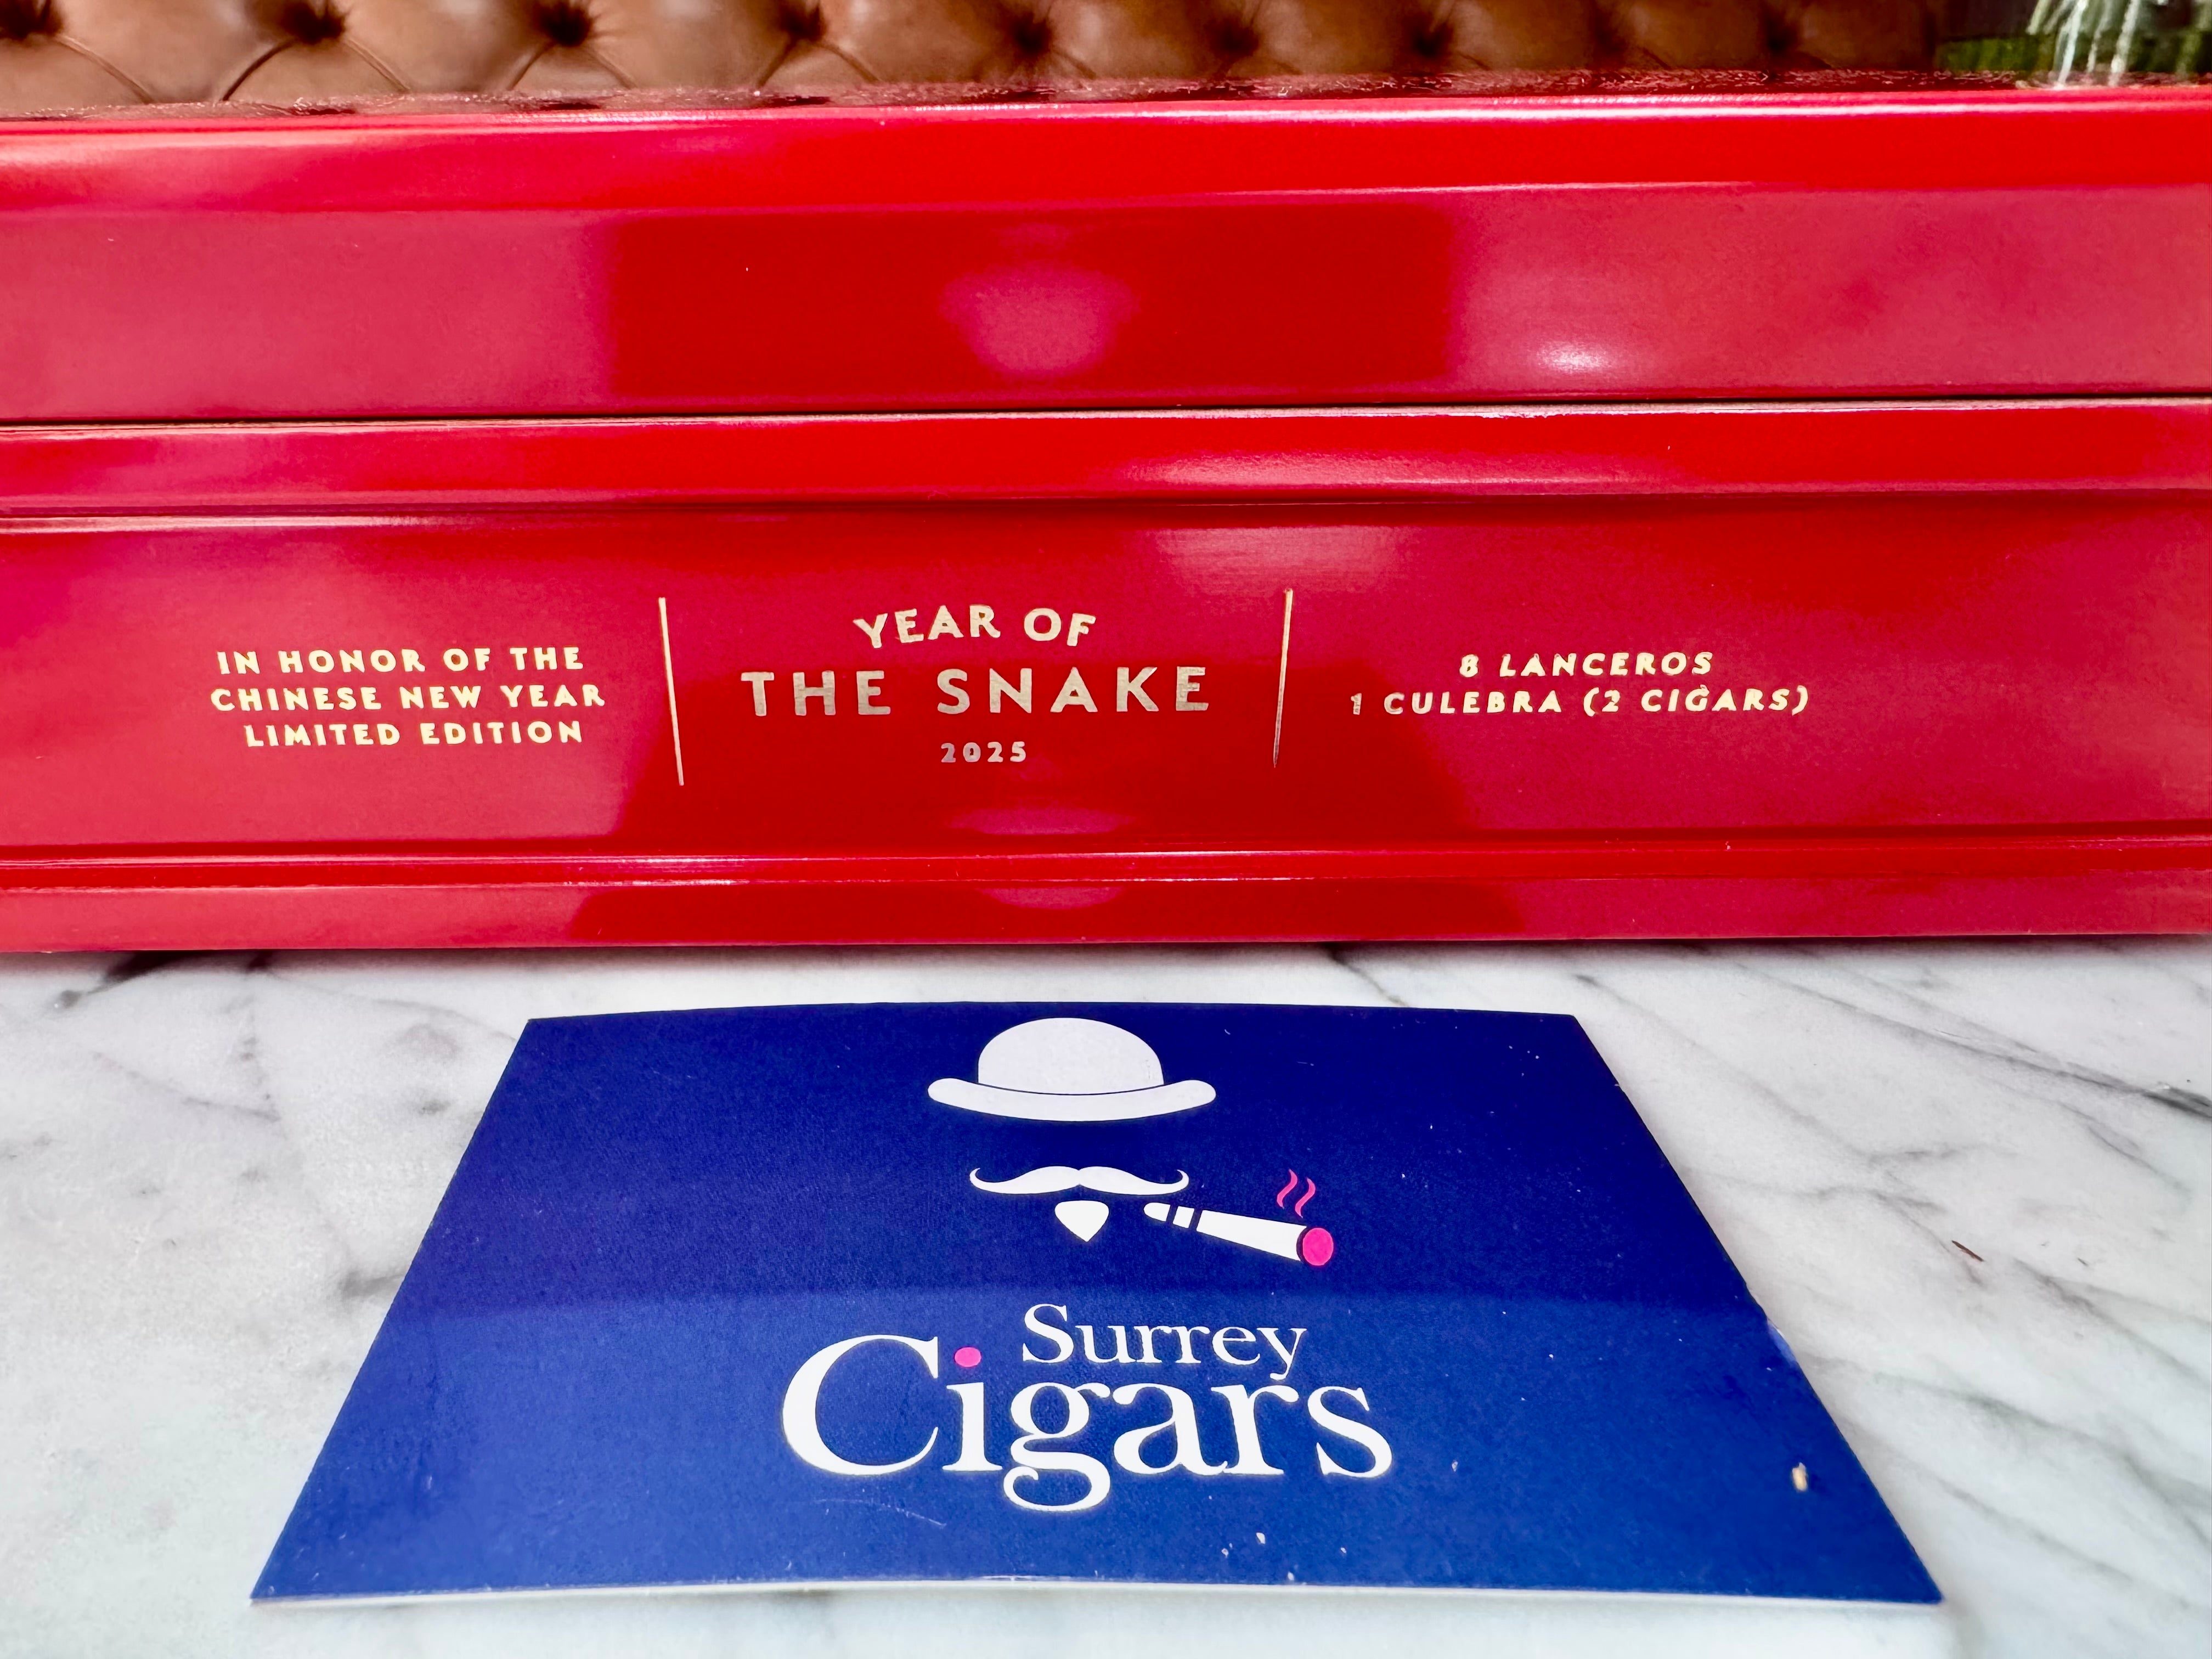 IN HONOR OF THE
CHINESE NEW YEAR
LIMITED EDITION
YEAR OF
THE SNAKE
2025
8 LANCEROS
1 CULEBRA (2 CIGARS)
Surrey
Cigars